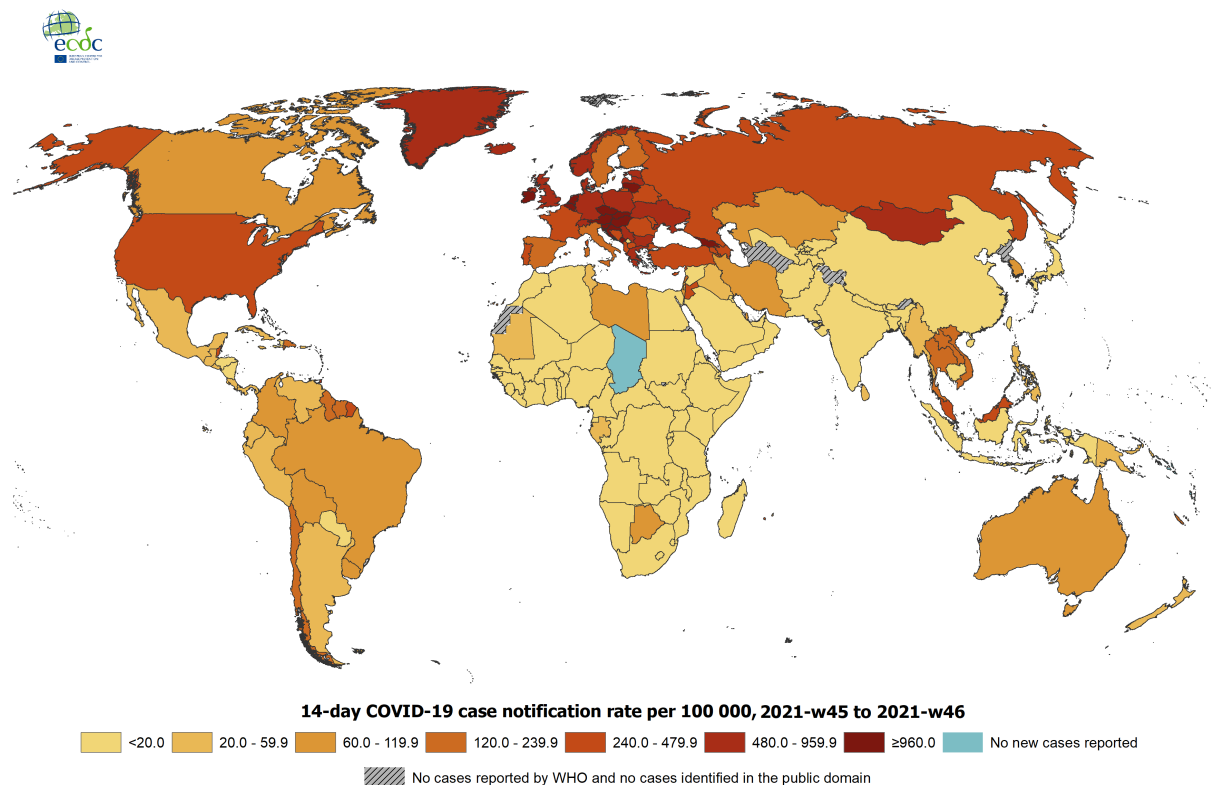 ecdc
14-day COVID-19 case notification rate per 100 000, 2021-w45 to 2021-w46
<20.0 20.0 - 59.9 60.0 - 119.9 120.0 - 239.9 240.0 - 479.9 480.0 - 959.9 ≥960.0 No new cases reported
No cases reported by WHO and no cases identified in the public domain